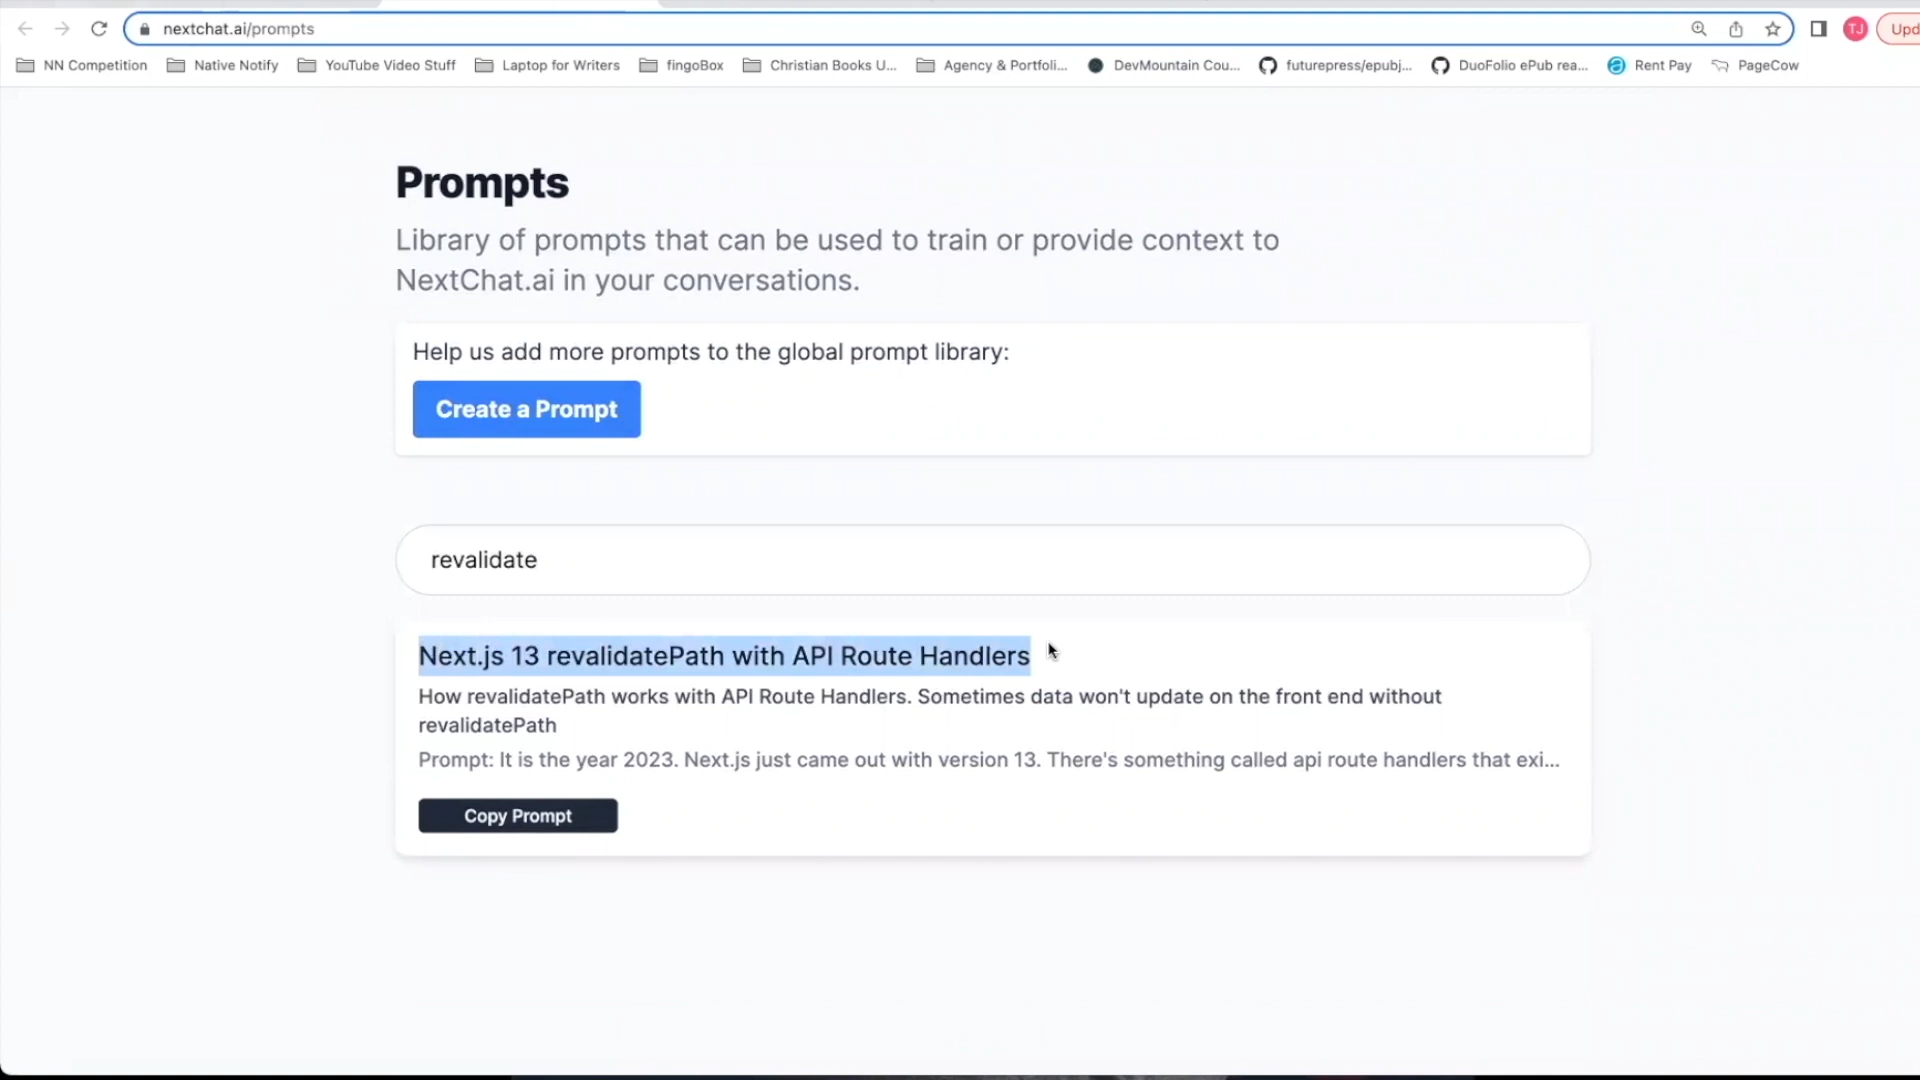 nextchat.ai/prompts
TJ
Upd
NN Competition
Native Notify
YouTube Video Stuff
Laptop for Writers
fingoBox
Christian Books U...
Agency & Portfoli...
DevMountain Cou...
futurepress/epubj...
DuoFolio ePub rea...
Rent Pay
PageCow
Prompts
Library of prompts that can be used to train or provide context to
NextChat.ai in your conversations.
Help us add more prompts to the global prompt library:
Create a Prompt
revalidate
Next.js 13 revalidatePath with API Route Handlers
How revalidatePath works with API Route Handlers. Sometimes data won't update on the front end without
revalidatePath
Prompt: It is the year 2023. Next.js just came out with version 13. There's something called api route handlers that exi...
Copy Prompt